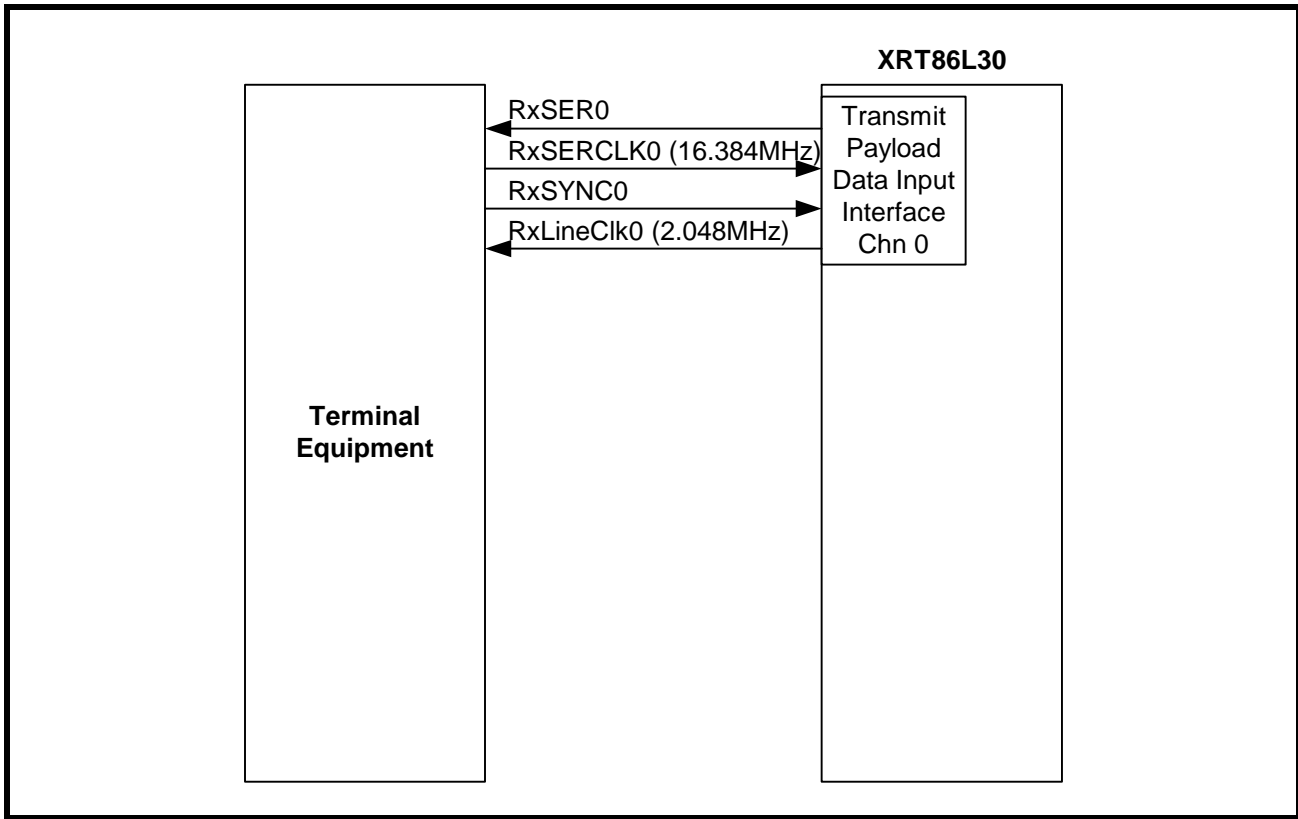 XRT86L30
RxSER0
RxSERCLK0 (16.384MHz)
RxSYNC0
RxLineClk0 (2.048MHz)
Transmit
Payload
Data Input
Interface
Chn 0
Terminal
Equipment